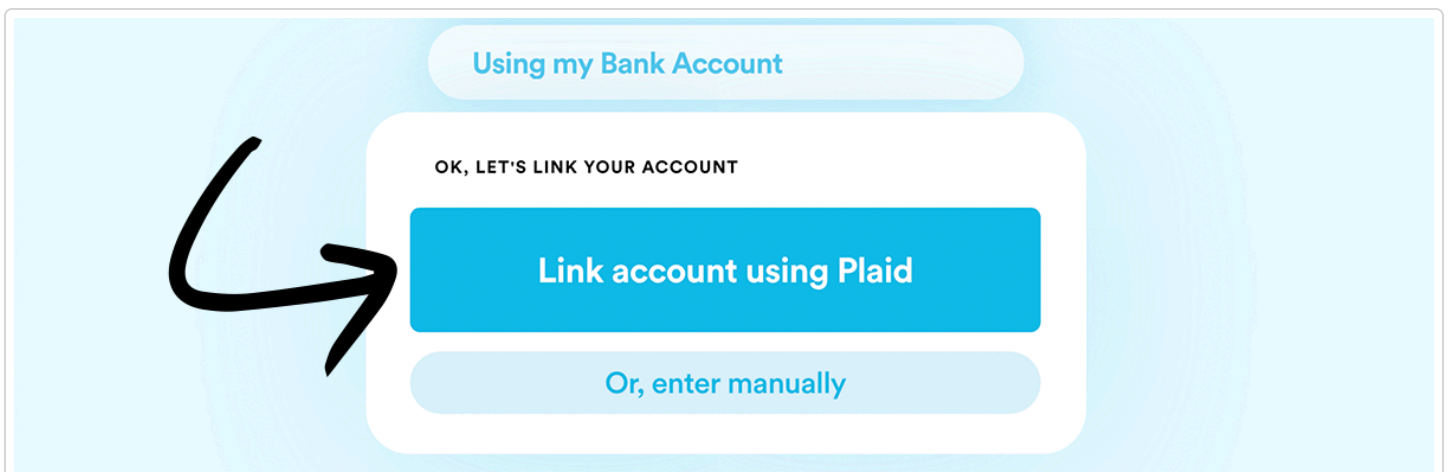 Using my Bank Account
OK, LET'S LINK YOUR ACCOUNT
Link account using Plaid
Or, enter manually